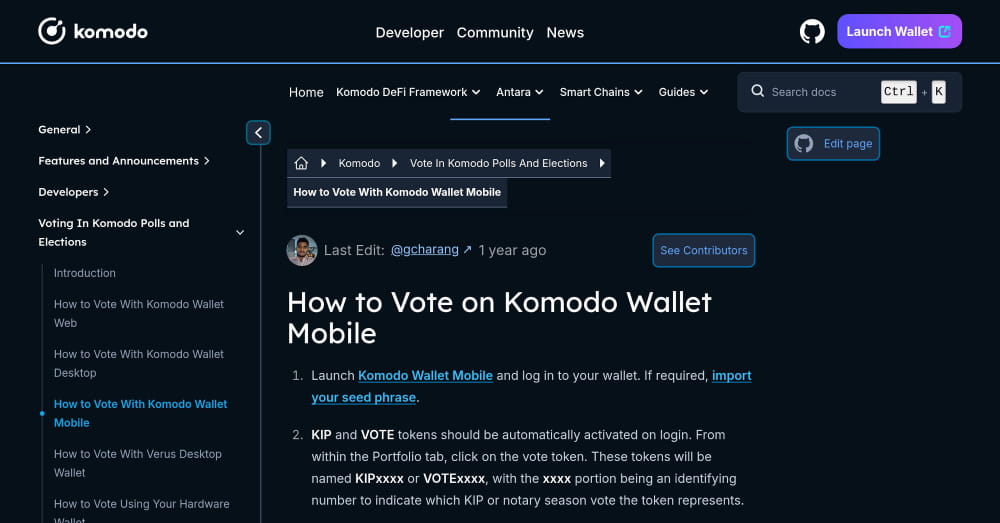 komodo
Developer Community News
Launch Wallet
Home Komodo DeFi Framework Antara Smart Chains Guides
Search docs Ctrl + K
General
Features and Announcements
Developers
Voting In Komodo Polls and
Elections
Introduction
How to Vote With Komodo Wallet
Web
How to Vote With Komodo Wallet
Desktop
How to Vote With Komodo Wallet
Mobile
How to Vote With Verus Desktop
Wallet
How to Vote Using Your Hardware
Wallet
Edit page
Komodo Vote In Komodo Polls And Elections
How to Vote With Komodo Wallet Mobile
Last Edit: @gcharang ↗ 1 year ago
See Contributors
How to Vote on Komodo Wallet
Mobile
1. Launch Komodo Wallet Mobile and log in to your wallet. If required, import
your seed phrase.
2. KIP and VOTE tokens should be automatically activated on login. From
within the Portfolio tab, click on the vote token. These tokens will be
named KIPxxxx or VOTExxxx, with the xxxx portion being an identifying
number to indicate which KIP or notary season vote the token represents.